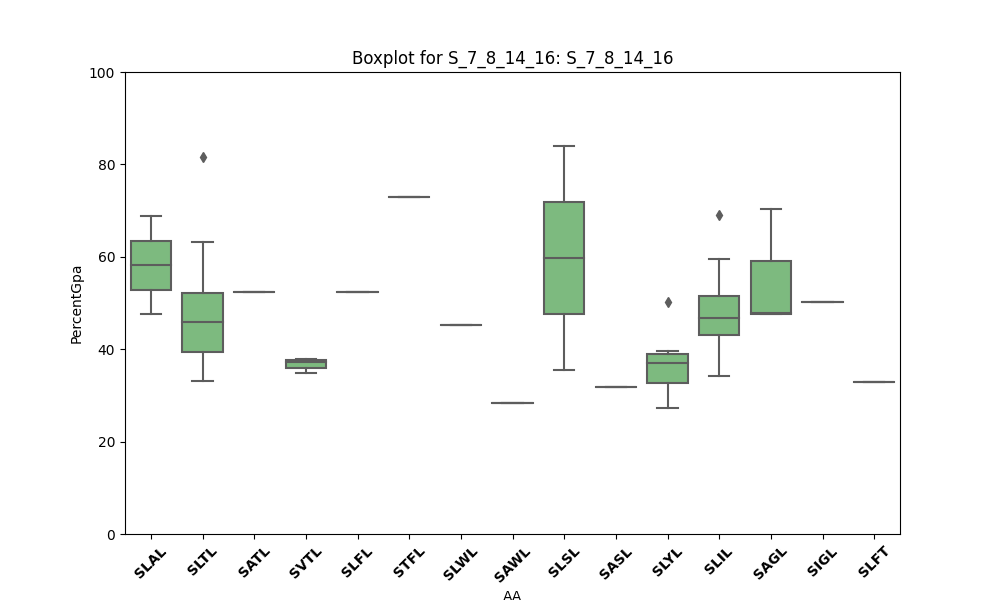 Boxplot for S_7_8_14_16: S_7_8_14_16
100
80
60
40
20
0
PercentGpa
SLAL
SLTL
SATL
SVTL
SLFL
STFL
SLWL
SAWL
SLSL
SASL
SLYL
SLIL
SAGL
SIGL
SLFT
AA